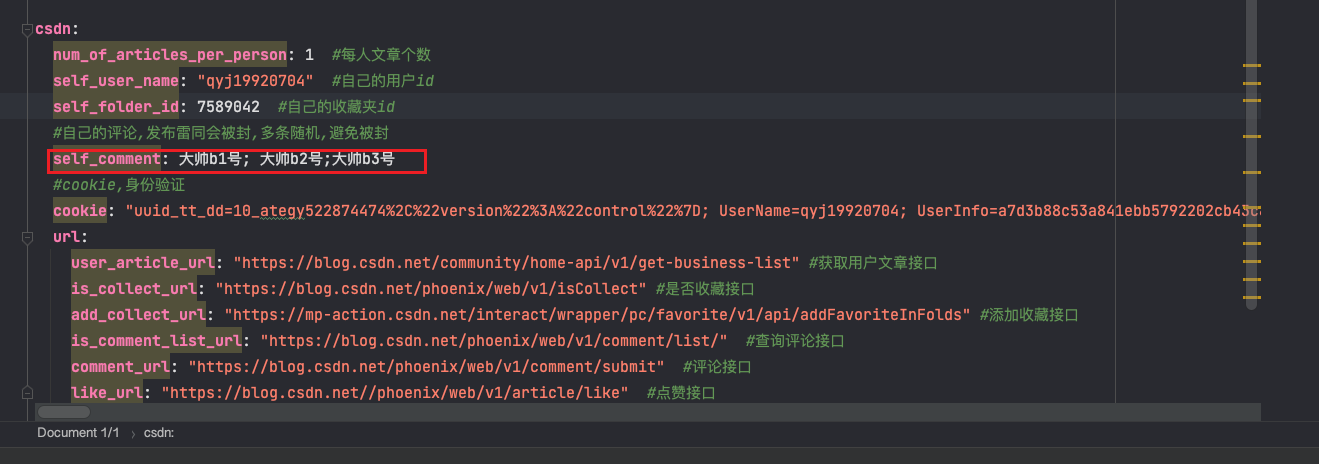 csdn:
num_of_articles_per_person: 1  #每人文章个数
self_user_name: "qyj19920704"  #自己的用户id
self_folder_id: 7589042  #自己的收藏夹id
#自己的评论,发布雷同会被封,多条随机,避免被封
self_comment: 大帅b1号; 大帅b2号;大帅b3号
#cookie,身份验证
cookie: "uuid_tt_dd=10_ategy522874474%2C%22version%22%3A%22control%22%7D; UserName=qyj19920704; UserInfo=a7d3b88c53a841ebb5792202cb43c
url:
user_article_url: "https://blog.csdn.net/community/home-api/v1/get-business-list" #获取用户文章接口
is_collect_url: "https://blog.csdn.net/phoenix/web/v1/isCollect" #是否收藏接口
add_collect_url: "https://mp-action.csdn.net/interact/wrapper/pc/favorite/v1/api/addFavoriteInFolds" #添加收藏接口
is_comment_list_url: "https://blog.csdn.net/phoenix/web/v1/comment/list/"  #查询评论接口
comment_url: "https://blog.csdn.net/phoenix/web/v1/comment/submit"  #评论接口
like_url: "https://blog.csdn.net//phoenix/web/v1/article/like"  #点赞接口
Document 1/1 › csdn: